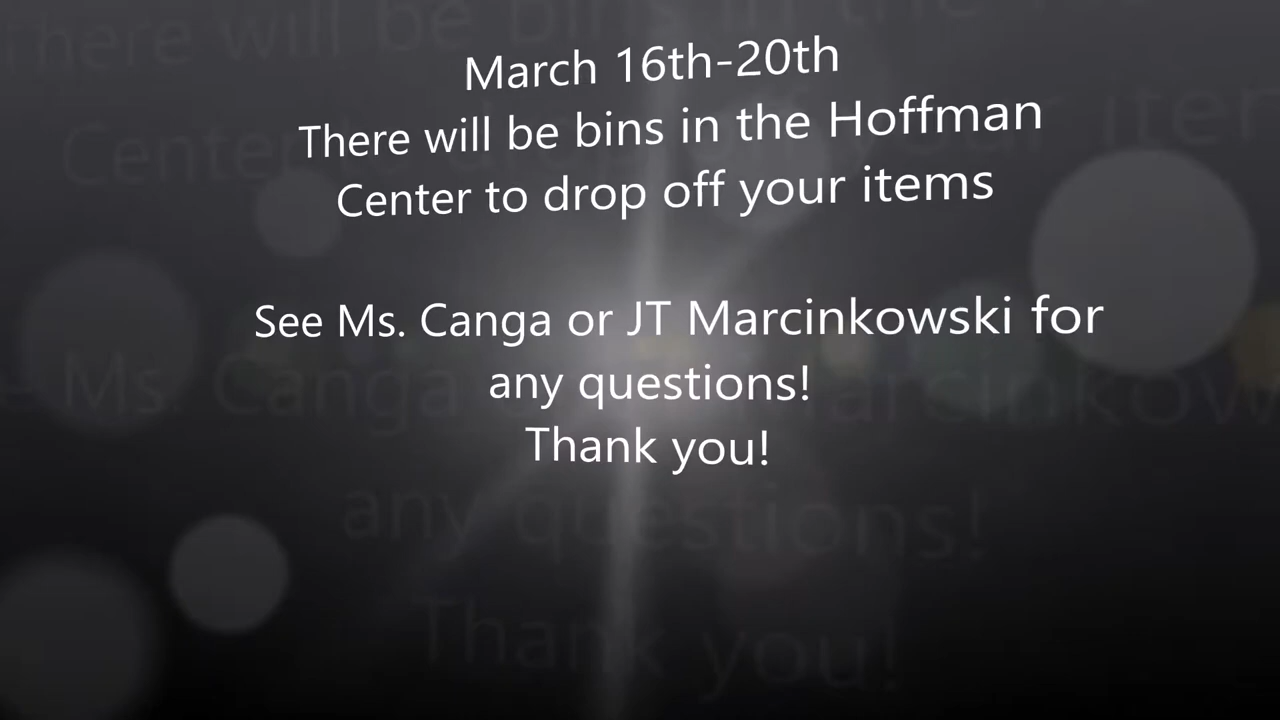 March 16th-20th
There will be bins in the Hoffman
Center to drop off your items
See Ms. Canga or JT Marcinkowski for
any questions!
Thank you!